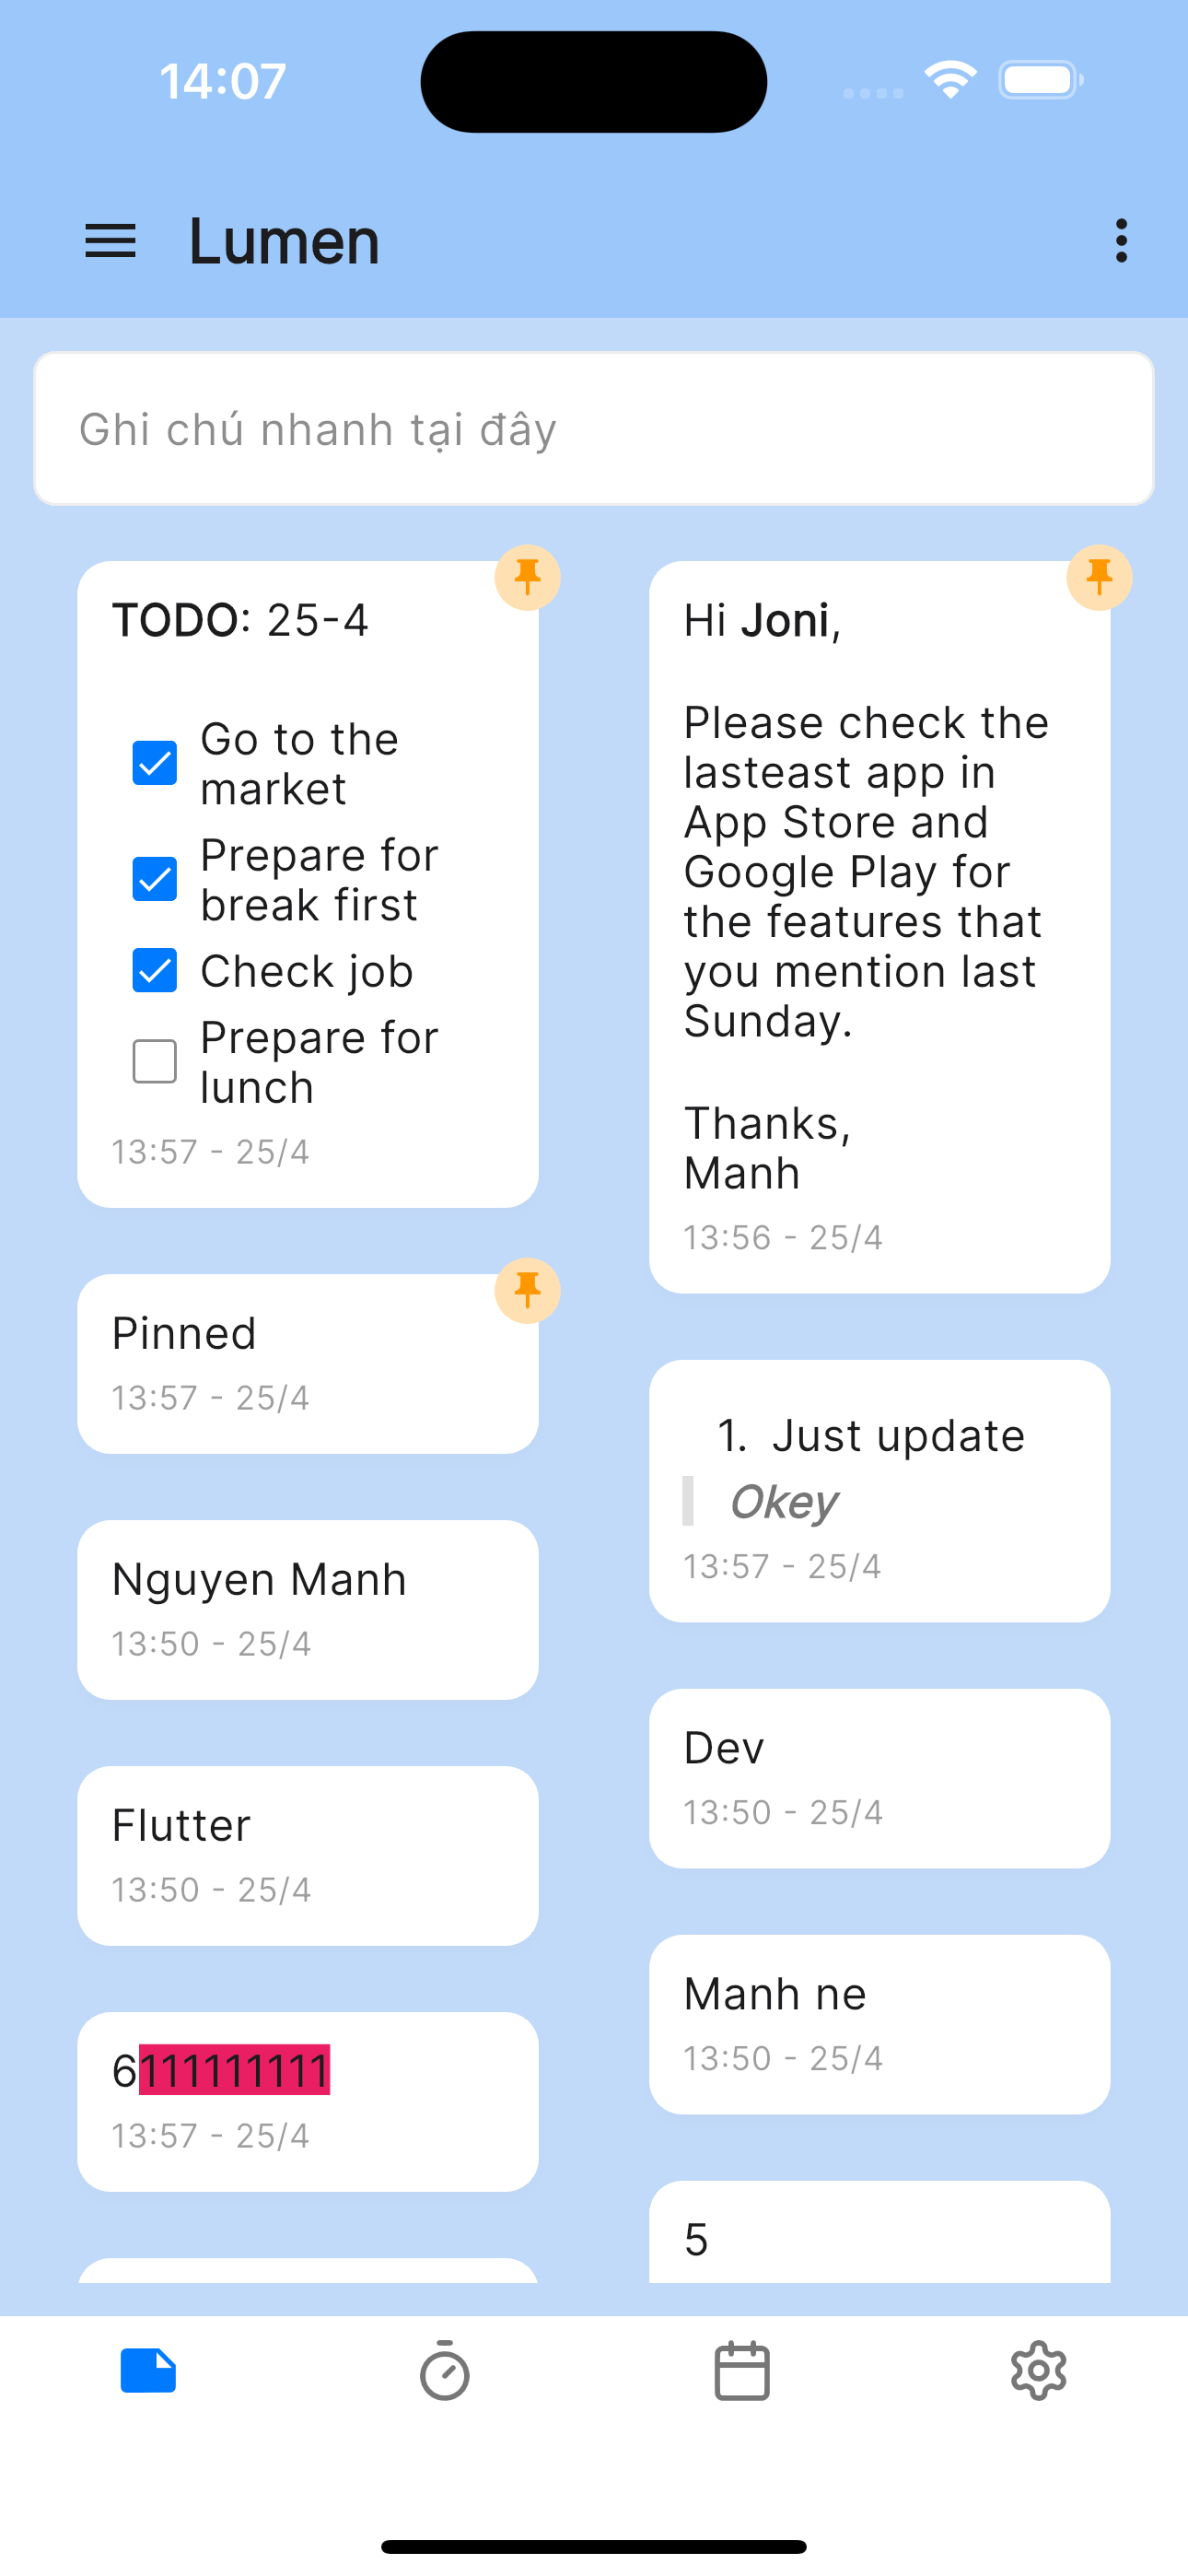 14:07
Lumen
Ghi chú nhanh tại đây
TODO: 25-4
Go to the
market
Prepare for
break first
Check job
Prepare for
lunch
13:57 - 25/4
Hi Joni,
Please check the
lasteast app in
App Store and
Google Play for
the features that
you mention last
Sunday.
Thanks,
Manh
13:56 - 25/4
Pinned
13:57 - 25/4
1. Just update
Okey
13:57 - 25/4
Nguyen Manh
13:50 - 25/4
Dev
13:50 - 25/4
Flutter
13:50 - 25/4
Manh ne
13:50 - 25/4
6111111111
13:57 - 25/4
5